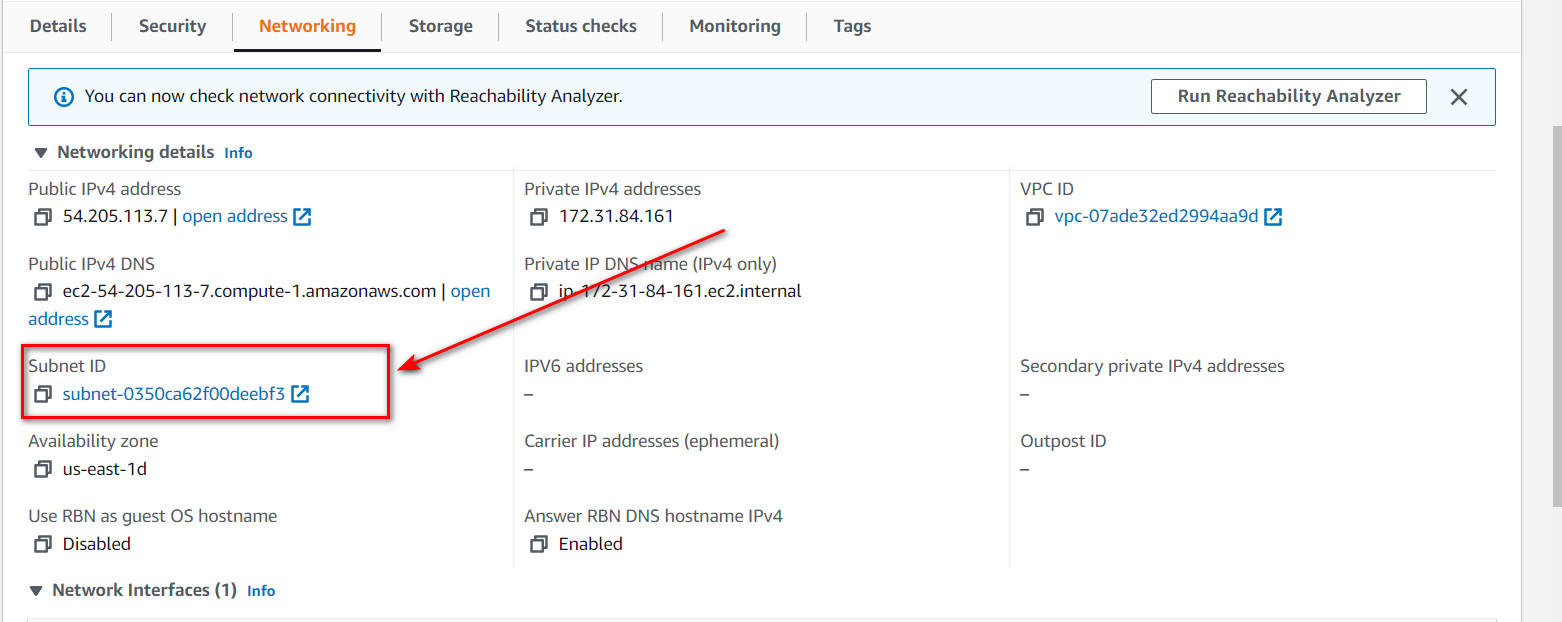 Details
Security
Networking
Storage
Status checks
Monitoring
Tags
You can now check network connectivity with Reachability Analyzer.
Run Reachability Analyzer
Networking details Info
Public IPv4 address
54.205.113.7 | open address
Private IPv4 addresses
172.31.84.161
VPC ID
vpc-07ade32ed2994aa9d
Public IPv4 DNS
ec2-54-205-113-7.compute-1.amazonaws.com | open
address
Private IP DNS name (IPv4 only)
ip-172-31-84-161.ec2.internal
Subnet ID
subnet-0350ca62f00deebf3
IPV6 addresses
–
Secondary private IPv4 addresses
–
Availability zone
us-east-1d
Carrier IP addresses (ephemeral)
–
Outpost ID
–
Use RBN as guest OS hostname
Disabled
Answer RBN DNS hostname IPv4
Enabled
Network Interfaces (1) Info